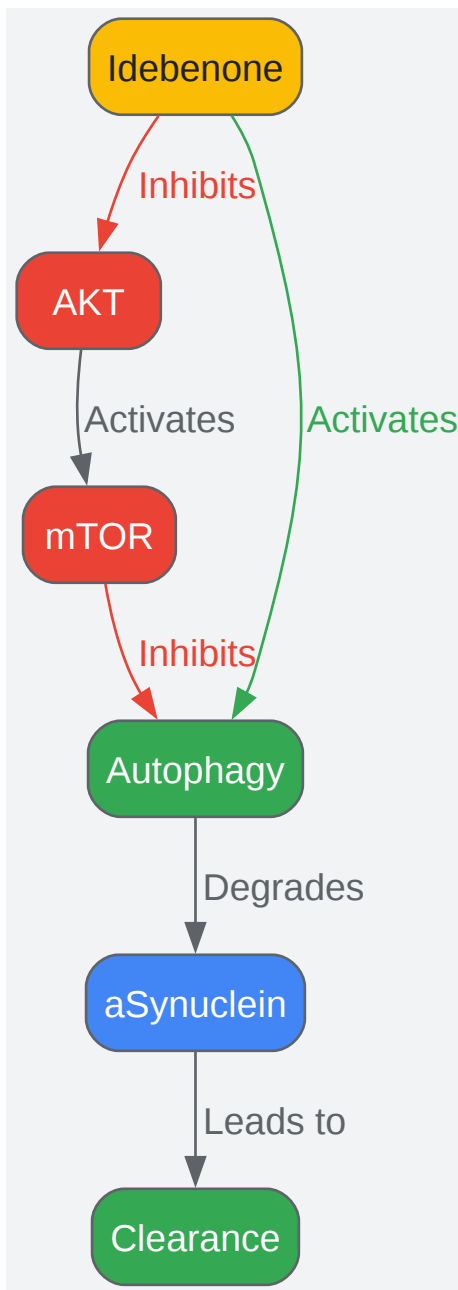 Idebenone
Inhibits
AKT
Activates
Activates
mTOR
Inhibits
Autophagy
Degrades
aSynuclein
Leads to
Clearance